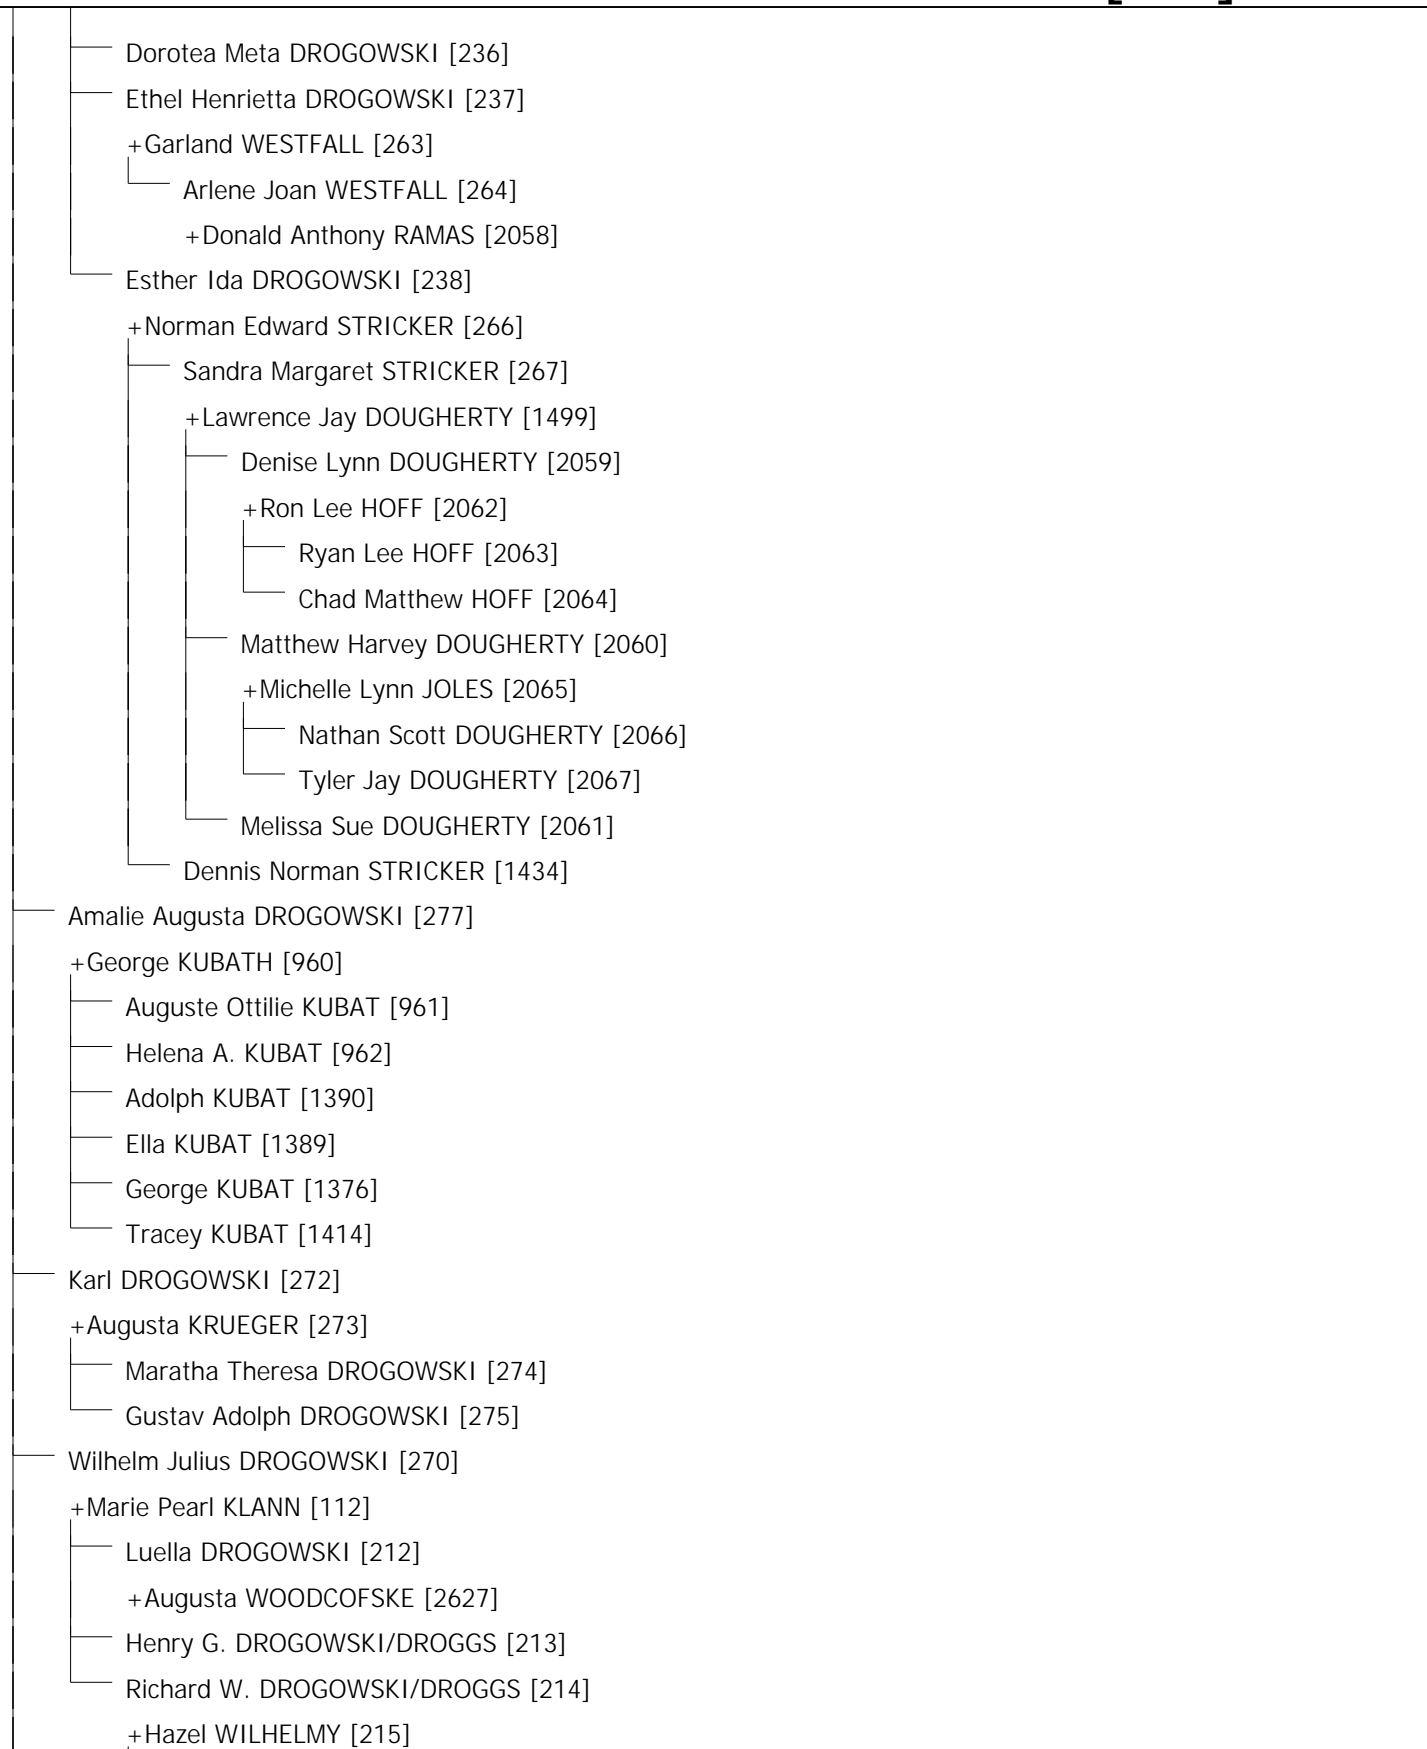 Dorotea Meta DROGOWSKI [236]
Ethel Henrietta DROGOWSKI [237]
+Garland WESTFALL [263]
Arlene Joan WESTFALL [264]
+Donald Anthony RAMAS [2058]
Esther Ida DROGOWSKI [238]
+Norman Edward STRICKER [266]
Sandra Margaret STRICKER [267]
+Lawrence Jay DOUGHERTY [1499]
Denise Lynn DOUGHERTY [2059]
+Ron Lee HOFF [2062]
Ryan Lee HOFF [2063]
Chad Matthew HOFF [2064]
Matthew Harvey DOUGHERTY [2060]
+Michelle Lynn JOLES [2065]
Nathan Scott DOUGHERTY [2066]
Tyler Jay DOUGHERTY [2067]
Melissa Sue DOUGHERTY [2061]
Dennis Norman STRICKER [1434]
Amalie Augusta DROGOWSKI [277]
+George KUBATH [960]
Auguste Ottilie KUBAT [961]
Helena A. KUBAT [962]
Adolph KUBAT [1390]
Ella KUBAT [1389]
George KUBAT [1376]
Tracey KUBAT [1414]
Karl DROGOWSKI [272]
+Augusta KRUEGER [273]
Maratha Theresa DROGOWSKI [274]
Gustav Adolph DROGOWSKI [275]
Wilhelm Julius DROGOWSKI [270]
+Marie Pearl KLANN [112]
Luella DROGOWSKI [212]
+Augusta WOODCOFSKE [2627]
Henry G. DROGOWSKI/DROGGS [213]
Richard W. DROGOWSKI/DROGGS [214]
+Hazel WILHELMY [215]